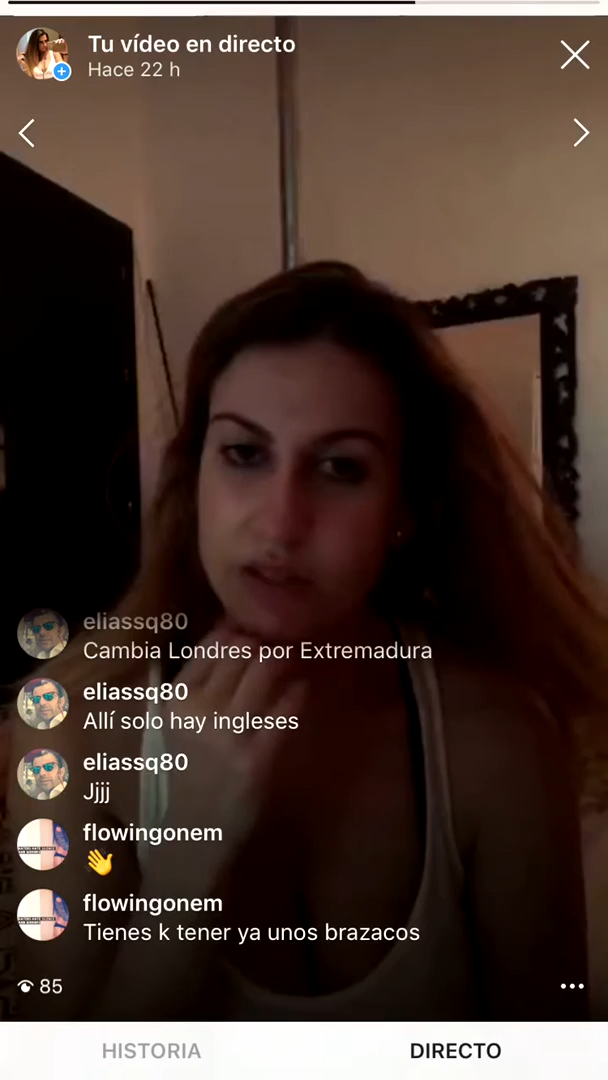 Tu vídeo en directo
Hace 22 h
eliassq80
Cambia Londres por Extremadura
eliassq80
Allí solo hay ingleses
eliassq80
Jjjj
flowingonem
👋
flowingonem
Tienes k tener ya unos brazacos
85
HISTORIA
DIRECTO